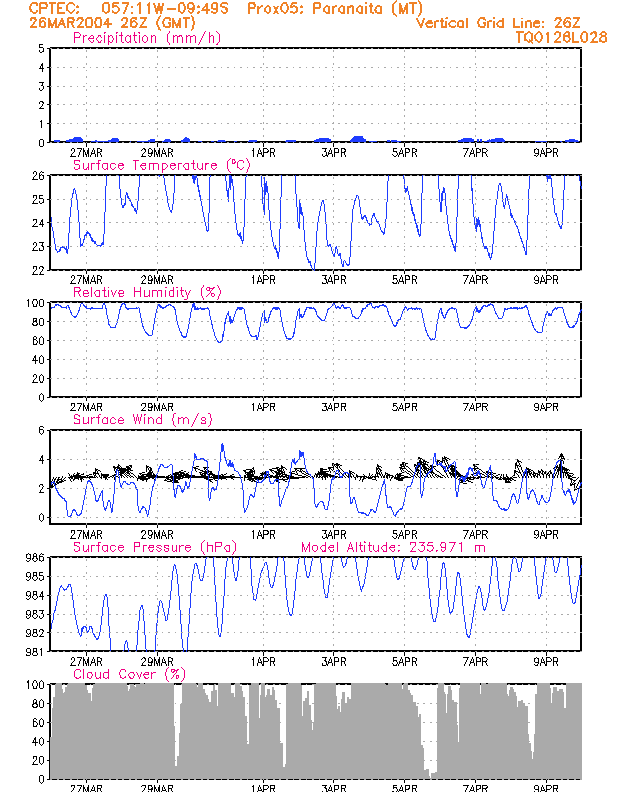 CPTEC: 057:11W-09:49S Prox05: Paranaita (MT)
26MAR2004 26Z (GMT) Vertical Grid Line: 26Z
Precipitation (mm/h) TQ0126L028
5
4
3
2
1
0
27MAR 29MAR 1APR 3APR 5APR 7APR 9APR
Surface Temperature (ºC)
26
25
24
23
22
27MAR 29MAR 1APR 3APR 5APR 7APR 9APR
Relative Humidity (%)
100
80
60
40
20
0
27MAR 29MAR 1APR 3APR 5APR 7APR 9APR
Surface Wind (m/s)
6
4
2
0
27MAR 29MAR 1APR 3APR 5APR 7APR 9APR
Surface Pressure (hPa) Model Altitude: 235.971 m
986
985
984
983
982
981
27MAR 29MAR 1APR 3APR 5APR 7APR 9APR
Cloud Cover (%)
100
80
60
40
20
0
27MAR 29MAR 1APR 3APR 5APR 7APR 9APR